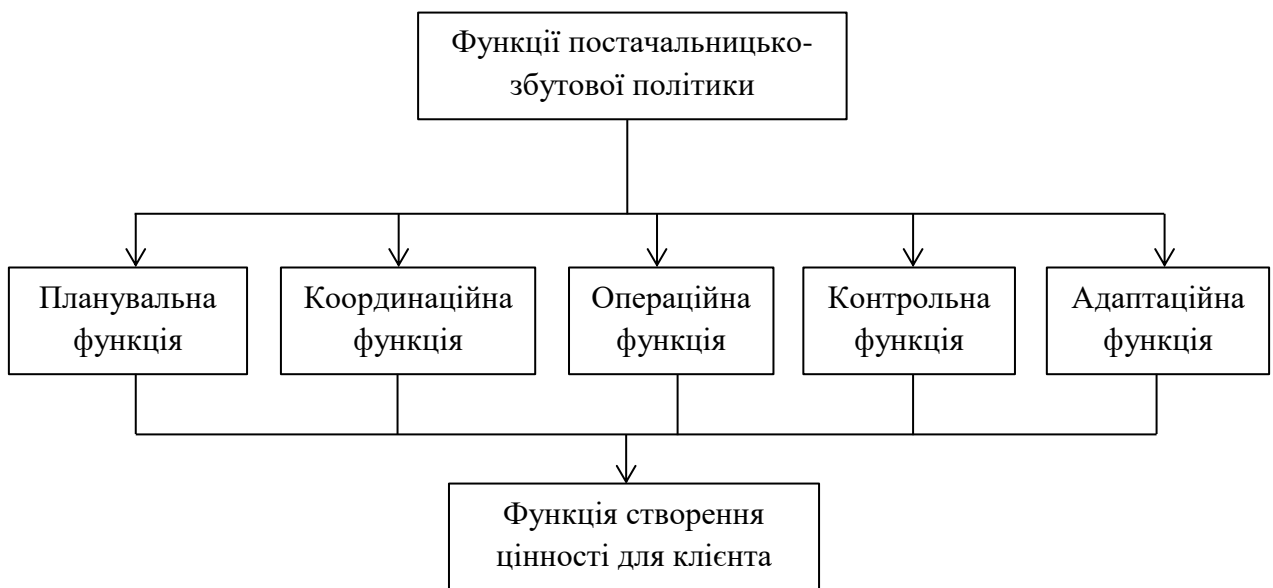 Функції постачальницько-
збутової політики
Планувальна
функція
Координаційна
функція
Операційна
функція
Контрольна
функція
Адаптаційна
функція
Функція створення
цінності для клієнта